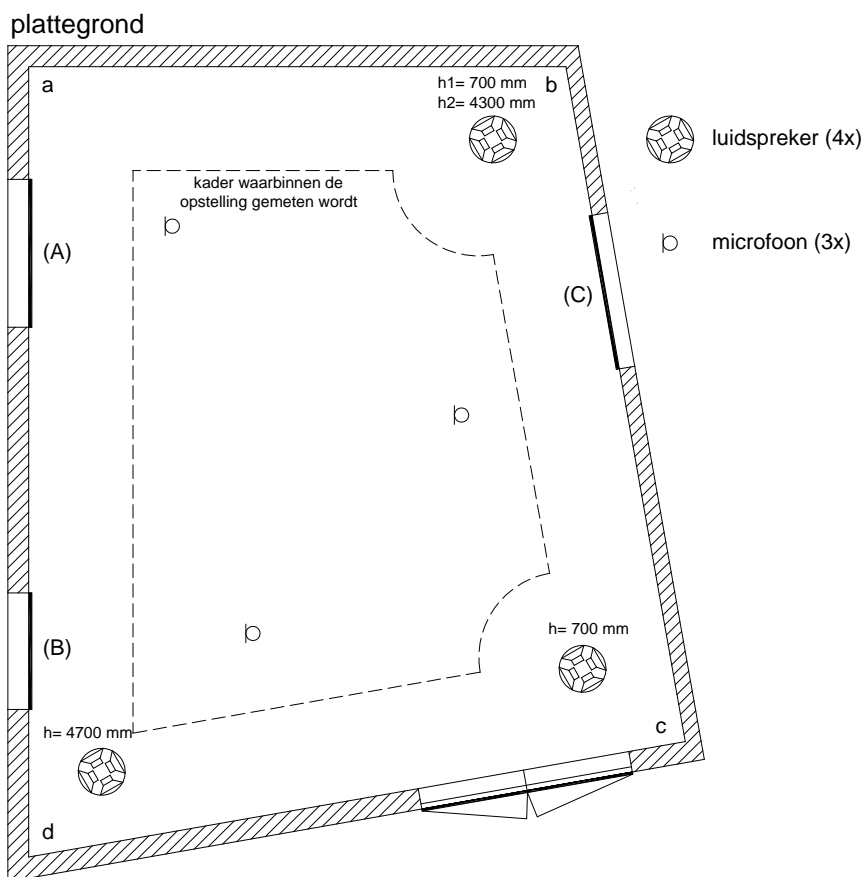 plattegrond
a
h1= 700 mm
h2= 4300 mm
b
luidspreker (4x)
kader waarbinnen de
opstelling gemeten wordt
(A)
microfoon (3x)
(C)
(B)
h= 700 mm
h= 4700 mm
c
d